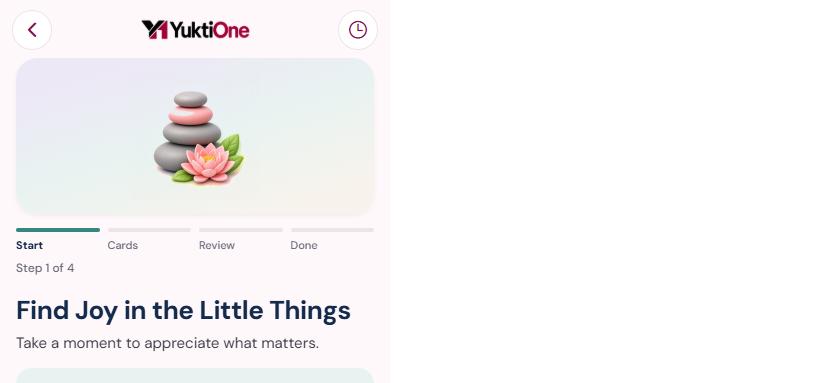 YuktiOne
Start
Cards
Review
Done
Step 1 of 4
Find Joy in the Little Things
Take a moment to appreciate what matters.